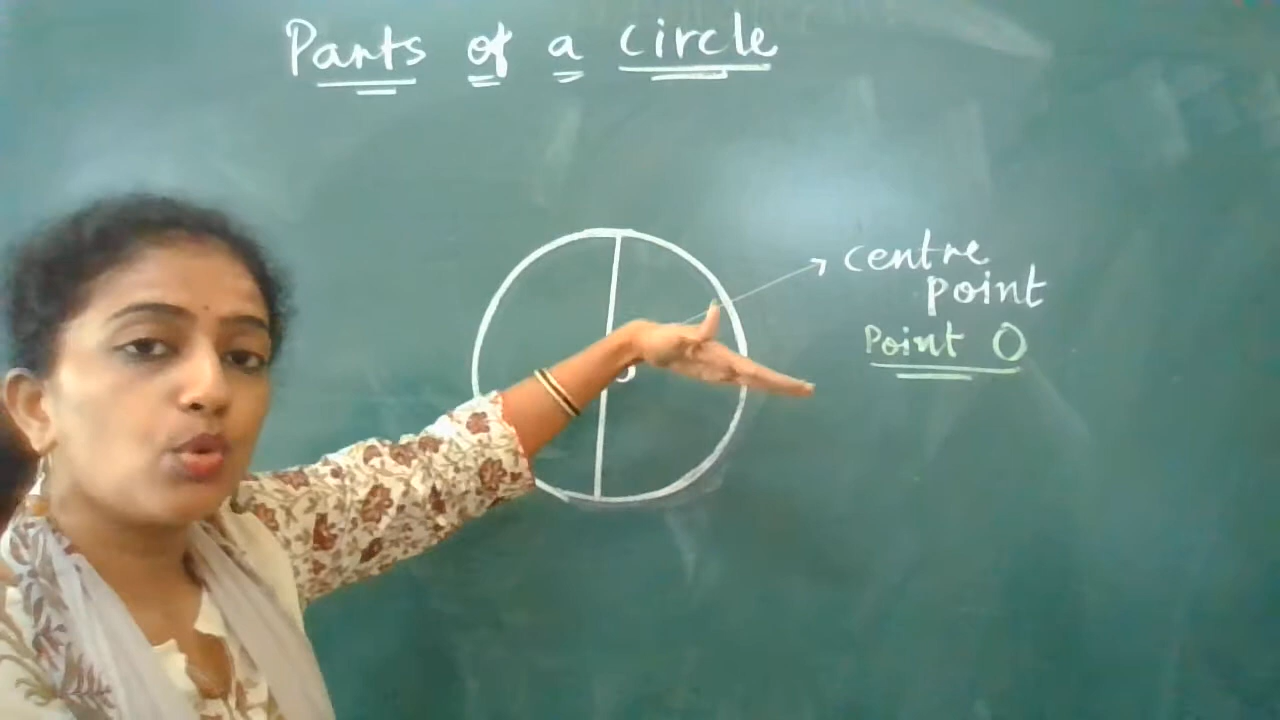 Parts of a circle
centre
point
Point O